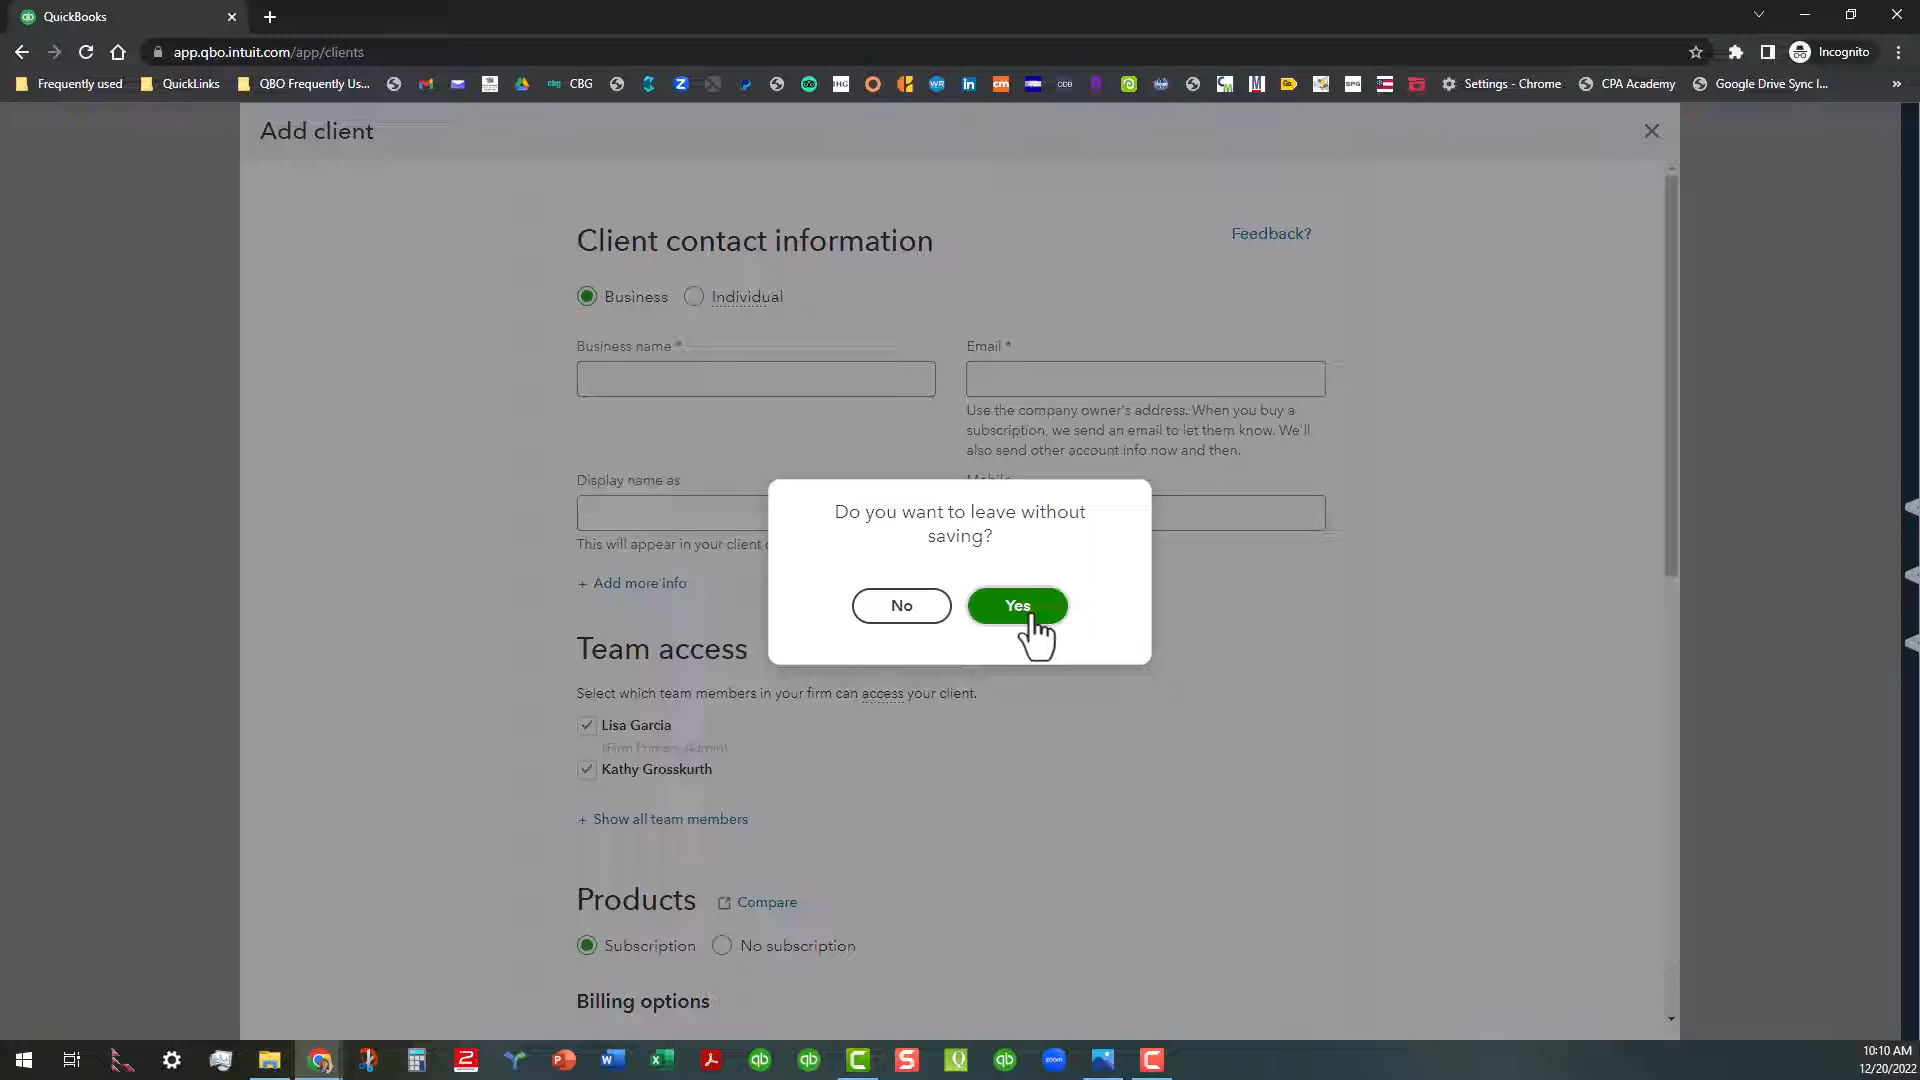 QuickBooks
app.qbo.intuit.com/app/clients
Incognito
Frequently used
QuickLinks
QBO Frequently Us...
CBG
Settings - Chrome
CPA Academy
Google Drive Sync I...
Add client
Client contact information
Feedback?
Business
Individual
Business name *
Email *
Use the company owner's address. When you buy a
subscription, we send an email to let them know. We'll
also send other account info now and then.
Display name as
Mobile
This will appear in your client
Do you want to leave without
saving?
No
Yes
+ Add more info
Team access
Select which team members in your firm can access your client.
Lisa Garcia
(Firm Primary Admin)
Kathy Grosskurth
+ Show all team members
Products
Compare
Subscription
No subscription
Billing options
10:10 AM
12/20/2022